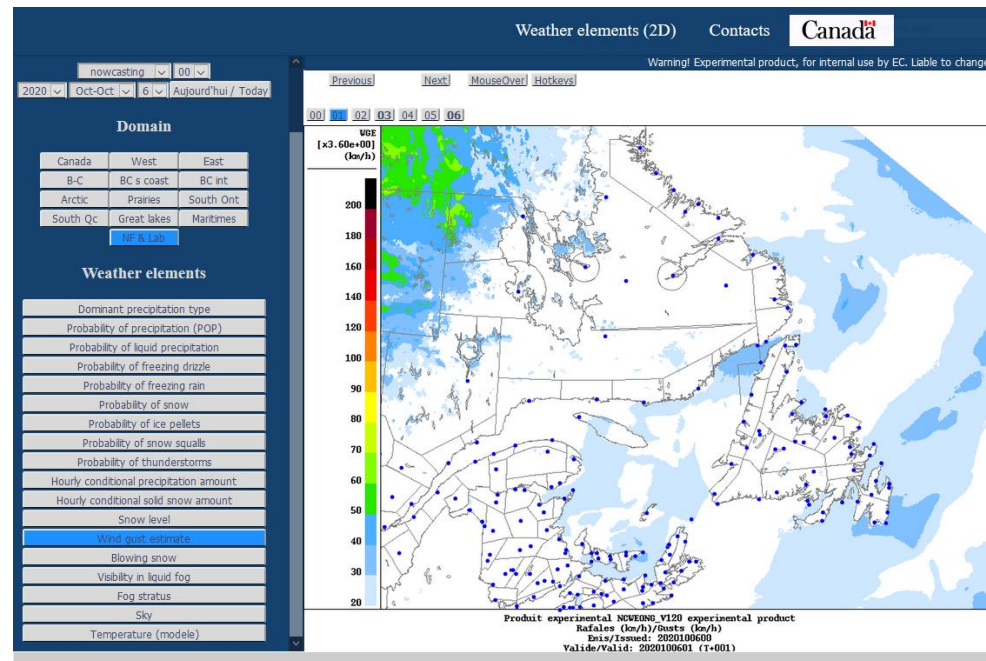 Weather elements (2D) Contacts Canada
Warning! Experimental product, for internal use by EC. Liable to change
nowcasting 00
2020 Oct-Oct 6 Aujourd'hui / Today
Domain
Canada West East
B-C BC s coast BC int
Arctic Prairies South Ont
South Qc Great lakes Maritimes
NF & Lab
Weather elements
Dominant precipitation type
Probability of precipitation (POP)
Probability of liquid precipitation
Probability of freezing drizzle
Probability of freezing rain
Probability of snow
Probability of ice pellets
Probability of snow squalls
Probability of thunderstorms
Hourly conditional precipitation amount
Hourly conditional solid snow amount
Snow level
Wind gust estimate
Blowing snow
Visibility in liquid fog
Fog stratus
Sky
Temperature (modele)
Previous Next MouseOver Hotkeys
00 01 02 03 04 05 06
WGE
[x3.60e+00]
(km/h)
200
180
160
140
120
100
90
80
70
60
50
40
30
20
Produit experimental NCWEONG_V120 experimental product
Rafales (km/h)/Gusts (km/h)
Emis/Issued: 2020100600
Valide/Valid: 2020100601 (T+001)